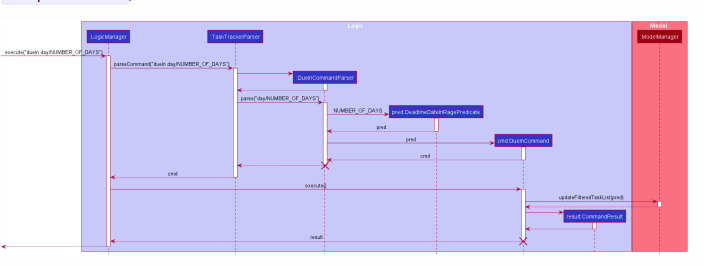 Logic
Model
:LogicManager
:TaskTrackerParser
:ModelManager
execute("dueIn day/NUMBER_OF_DAYS")
parseCommand("dueIn day/NUMBER_OF_DAYS")
:DueInCommandParser
parse("day/NUMBER_OF_DAYS")
NUMBER_OF_DAYS
pred:DeadlineDateInRagePredicate
pred
pred
cmd:DueInCommand
cmd
cmd
execute()
updateFilteredTaskList(pred)
result:CommandResult
result